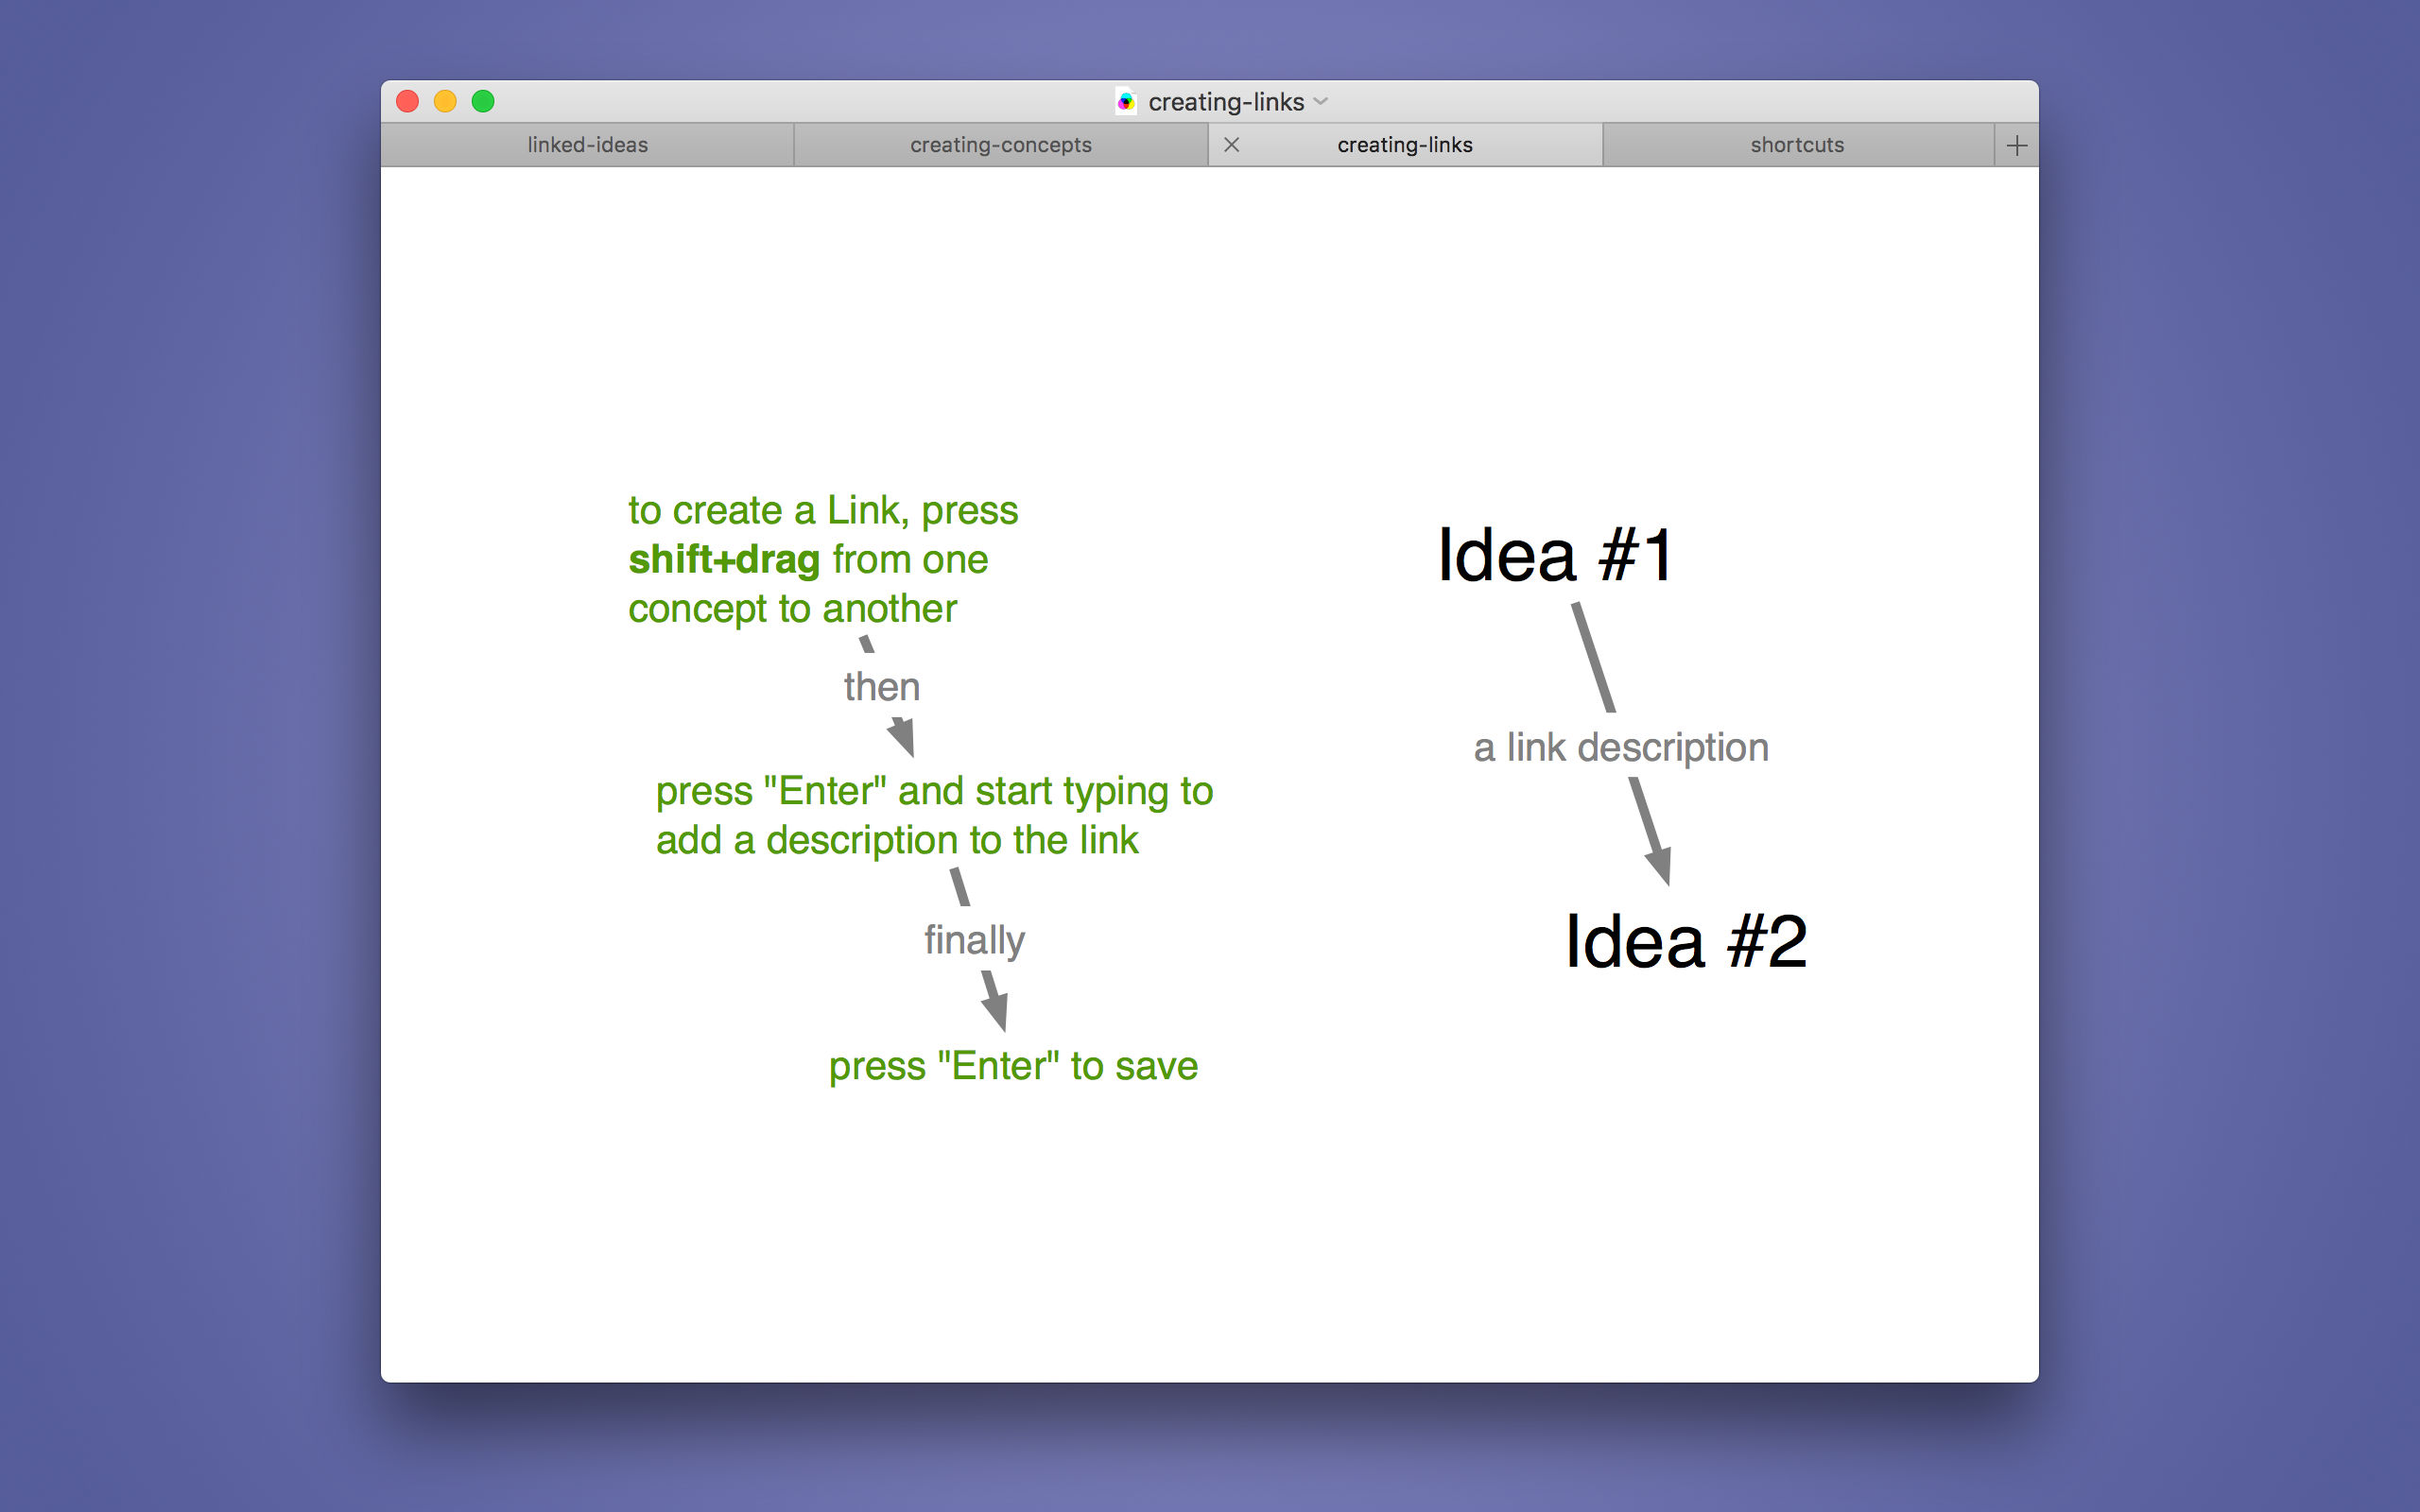 creating-links
linked-ideas
creating-concepts
creating-links
shortcuts
to create a Link, press
shift+drag from one
concept to another
then
press "Enter" and start typing to
add a description to the link
finally
press "Enter" to save
Idea #1
a link description
Idea #2